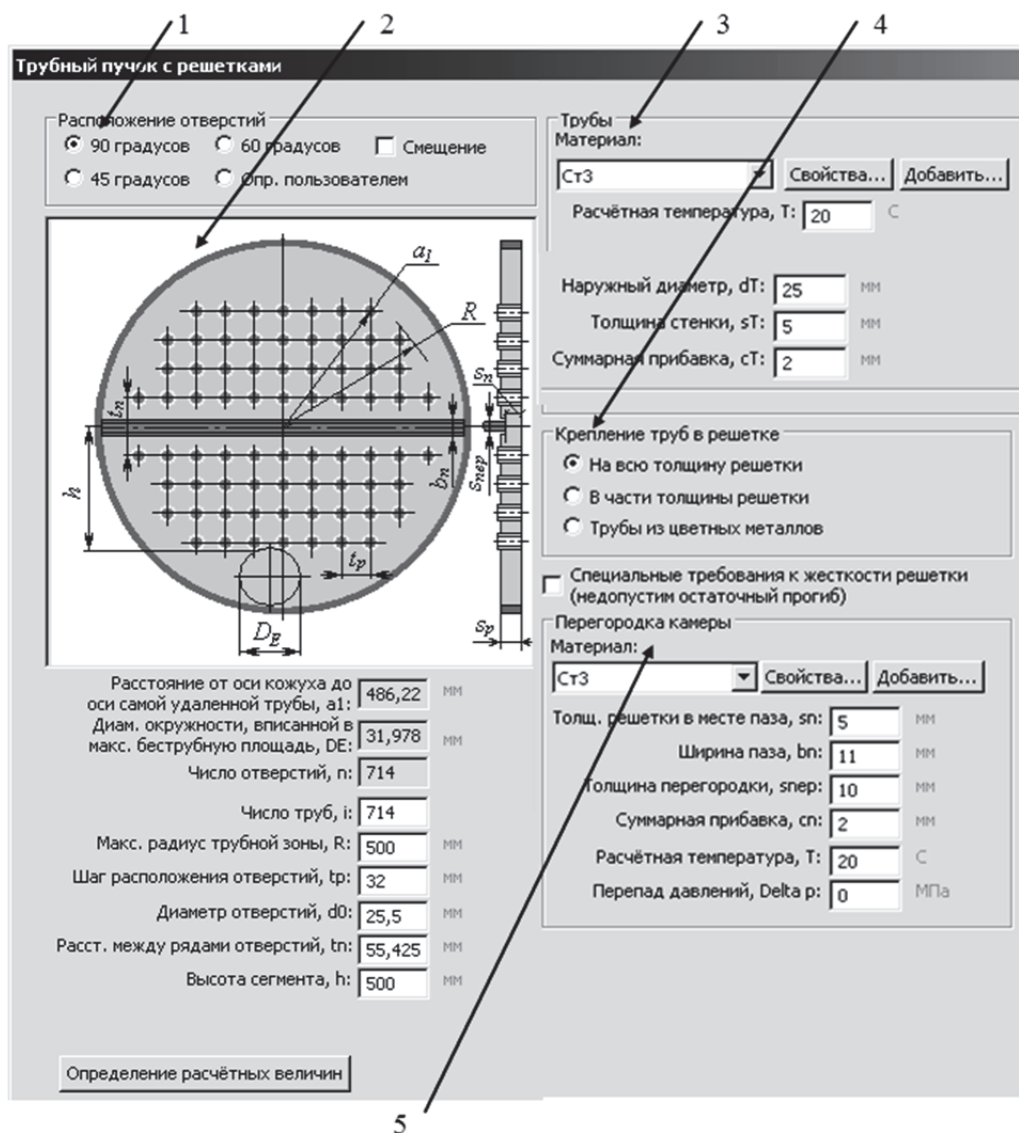 1
2
3
4
Трубный пучок с решетками
Расположение отверстий
90 градусов
60 градусов
Смещение
45 градусов
Опр. пользователем
a1
R
sп
tп
h
bп
sпер
tр
DE
sр
Расстояние от оси кожуха до
оси самой удаленной трубы, a1: 486,22 мм
Диам. окружности, вписанной в
макс. беструбную площадь, DE: 31,978 мм
Число отверстий, n: 714
Число труб, i: 714
Макс. радиус трубной зоны, R: 500 мм
Шаг расположения отверстий, tp: 32 мм
Диаметр отверстий, d0: 25,5 мм
Расст. между рядами отверстий, tn: 55,425 мм
Высота сегмента, h: 500 мм
Определение расчётных величин
Трубы
Материал:
Ст3 Свойства... Добавить...
Расчётная температура, T: 20 C
Наружный диаметр, dT: 25 мм
Толщина стенки, sT: 5 мм
Суммарная прибавка, cT: 2 мм
Крепление труб в решетке
На всю толщину решетки
В части толщины решетки
Трубы из цветных металлов
Специальные требования к жесткости решетки
(недопустим остаточный прогиб)
Перегородка камеры
Материал:
Ст3 Свойства... Добавить...
Толщ. решетки в месте паза, sn: 5 мм
Ширина паза, bn: 11 мм
Толщина перегородки, sпер: 10 мм
Суммарная прибавка, cn: 2 мм
Расчётная температура, T: 20 C
Перепад давлений, Delta p: 0 МПа
5